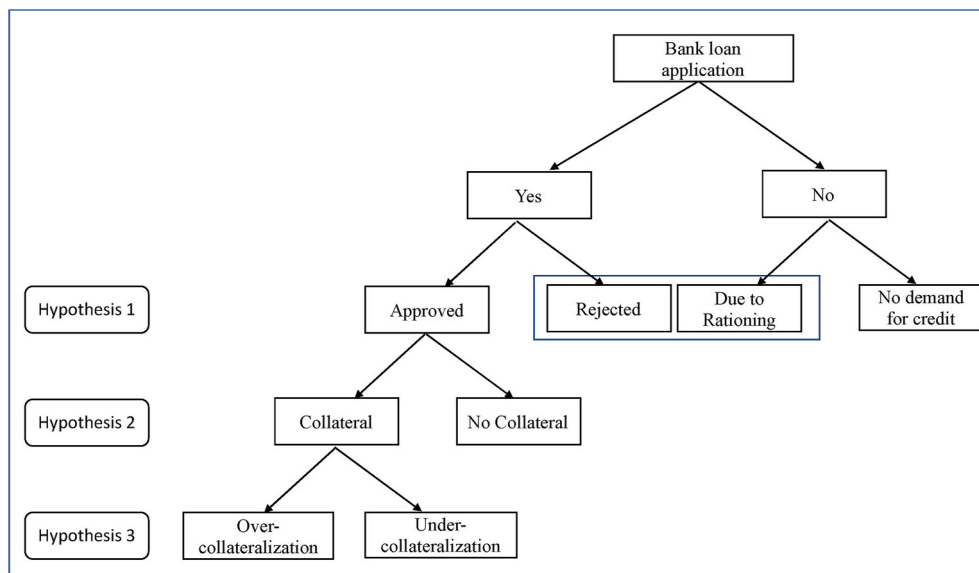 Bank loan
application
Yes
No
Hypothesis 1
Approved
Rejected
Due to
Rationing
No demand
for credit
Hypothesis 2
Collateral
No Collateral
Hypothesis 3
Over-
collateralization
Under-
collateralization